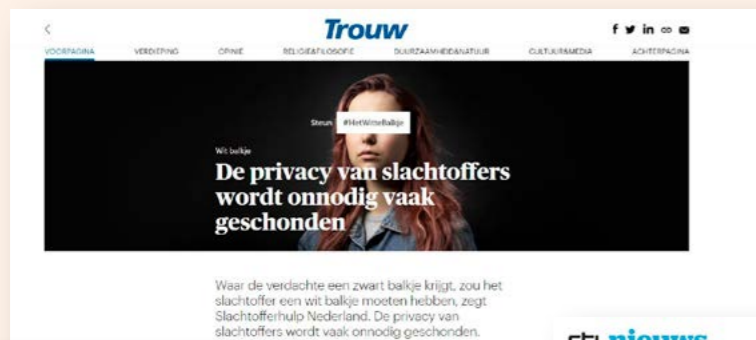 Trouw
VOORPAGINA VERDIEPING OPINIE RELIGIE&FILOSOFIE DUURZAAMHEID&NATUUR CULTUUR&MEDIA ACHTERPAGINA
Steun #HetWitteBalkje
Wit balkje
De privacy van slachtoffers
wordt onnodig vaak
geschonden
Waar de verdachte een zwart balkje krijgt, zou het
slachtoffer een wit balkje moeten hebben, zegt
Slachtofferhulp Nederland. De privacy van
slachtoffers wordt vaak onnodig geschonden.
nieuws